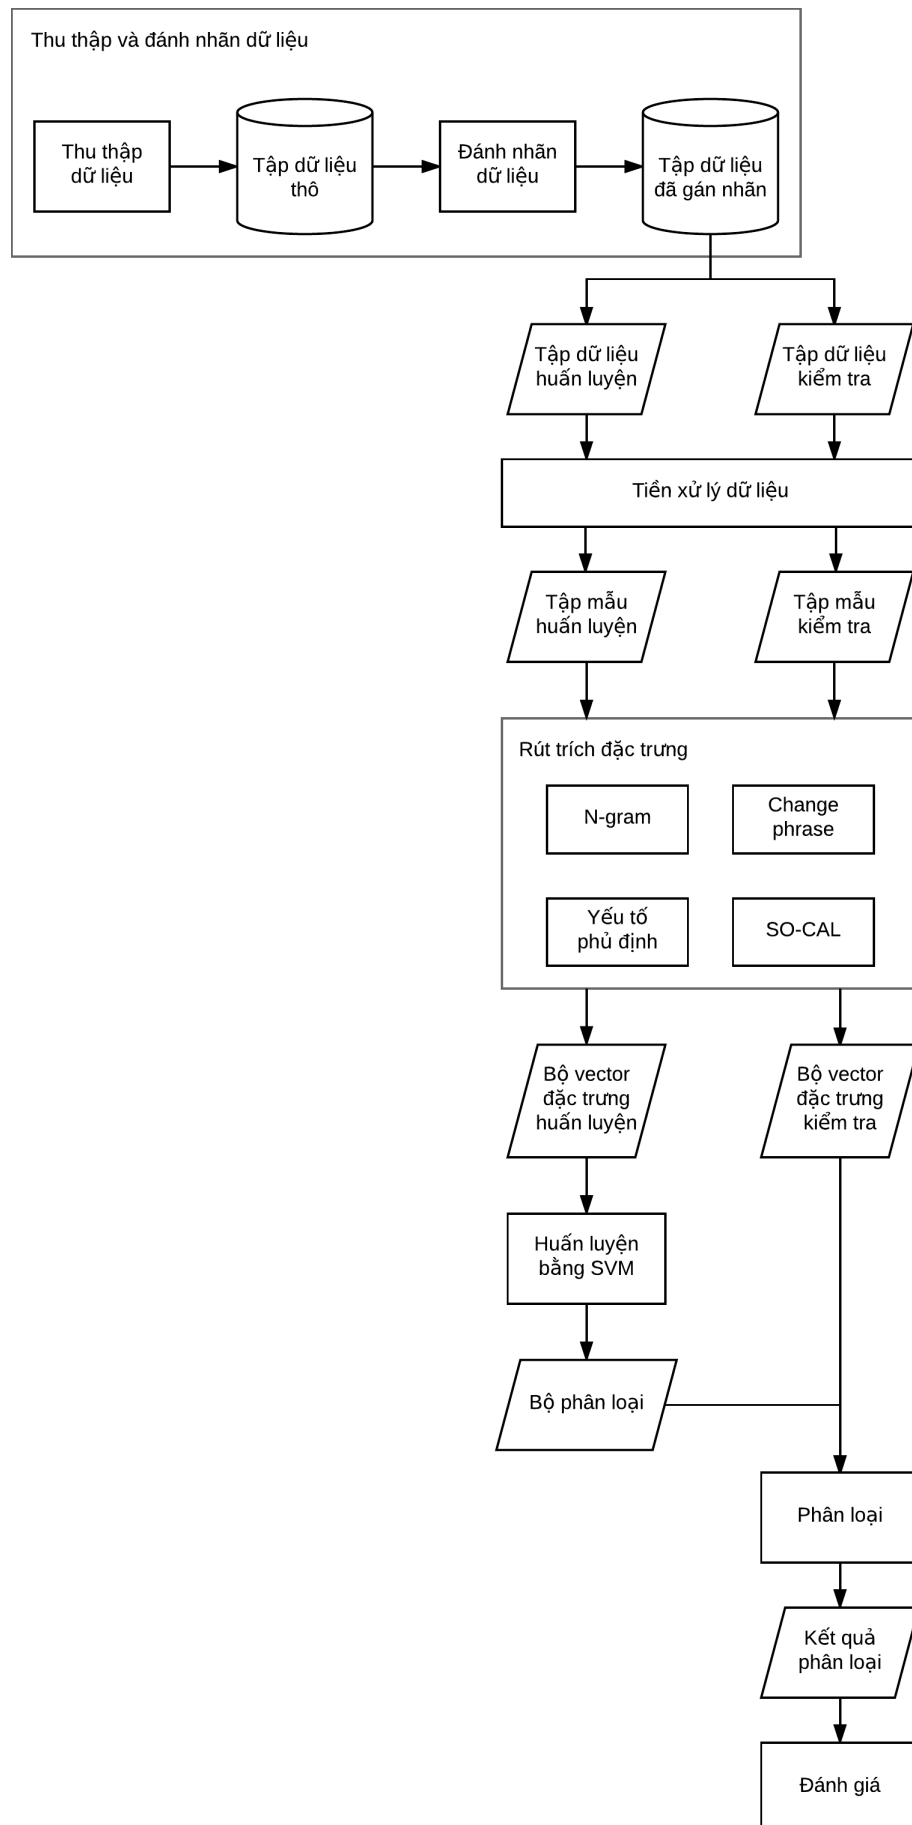 Thu thập và đánh nhãn dữ liệu
Thu thập
dữ liệu
Tập dữ liệu
thô
Đánh nhãn
dữ liệu
Tập dữ liệu
đã gán nhãn
Tập dữ liệu
huấn luyện
Tập dữ liệu
kiểm tra
Tiền xử lý dữ liệu
Tập mẫu
huấn luyện
Tập mẫu
kiểm tra
Rút trích đặc trưng
N-gram
Change
phrase
Yếu tố
phủ định
SO-CAL
Bộ vector
đặc trưng
huấn luyện
Bộ vector
đặc trưng
kiểm tra
Huấn luyện
bằng SVM
Bộ phân loại
Phân loại
Kết quả
phân loại
Đánh giá